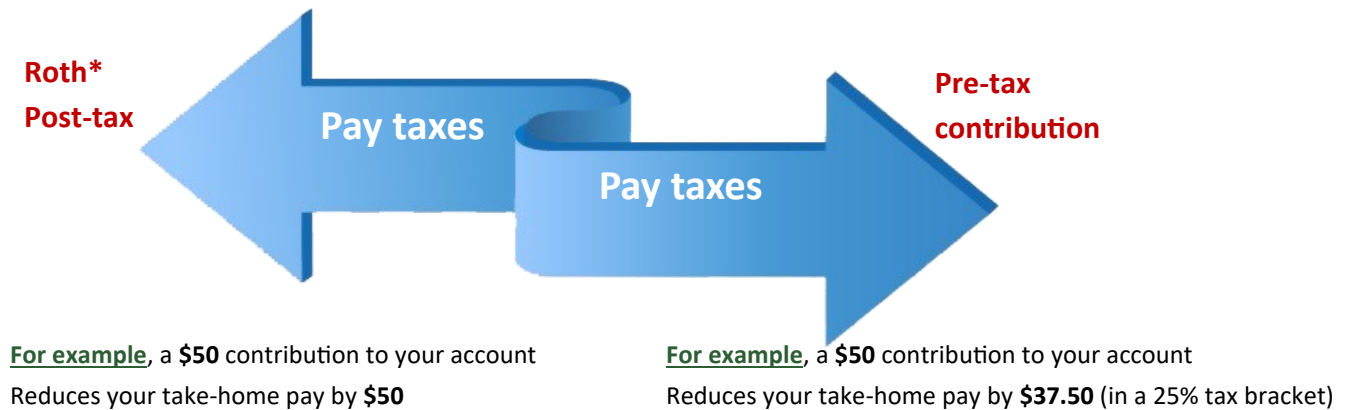 Roth*
Post-tax
Pay taxes
Pay taxes
Pre-tax
contribution
For example, a $50 contribution to your account
Reduces your take-home pay by $50
For example, a $50 contribution to your account
Reduces your take-home pay by $37.50 (in a 25% tax bracket)